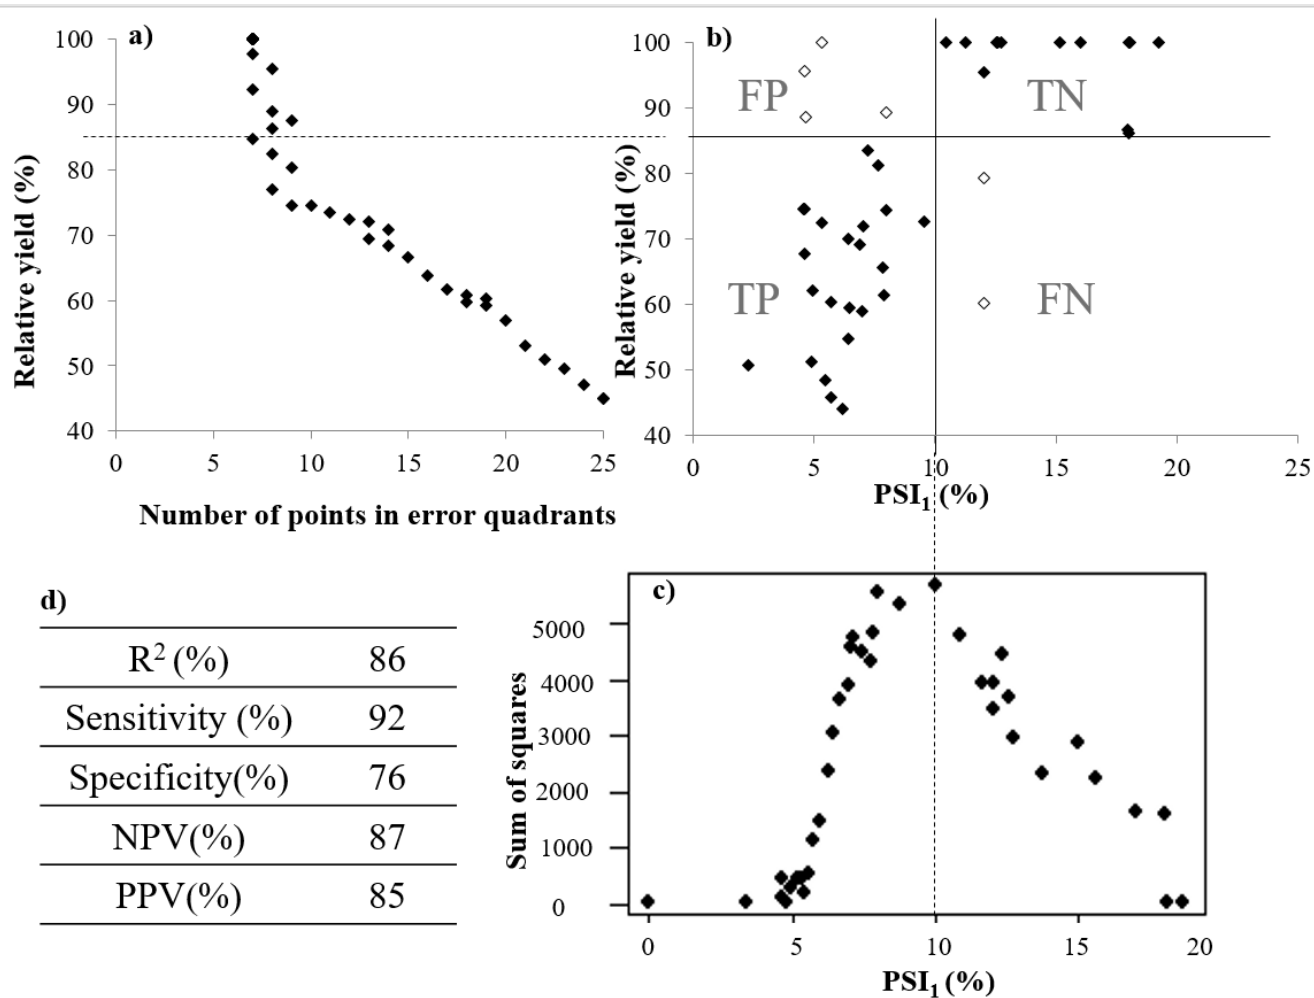 a)
100
90
80
70
60
50
40
Relative yield (%)
0 5 10 15 20 25
Number of points in error quadrants
b)
100
90
80
70
60
50
40
Relative yield (%)
FP
TN
TP
FN
0 5 10 15 20 25
PSI₁ (%)
c)
5000
4000
3000
2000
1000
0
Sum of squares
0 5 10 15 20
PSI₁ (%)
d)
R² (%) 86
Sensitivity (%) 92
Specificity(%) 76
NPV(%) 87
PPV(%) 85